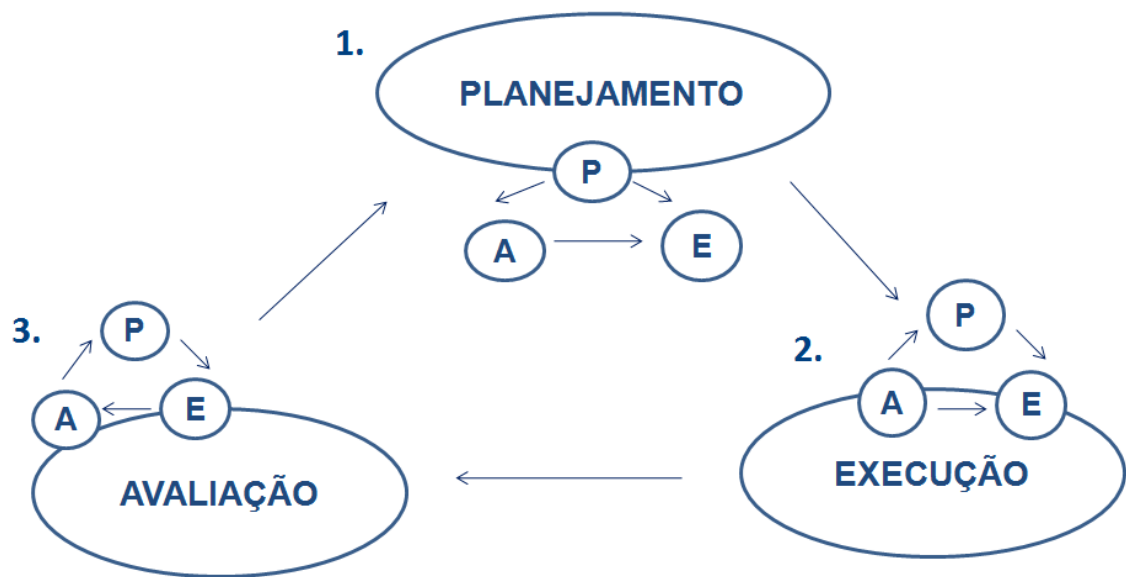 1.
PLANEJAMENTO
P
A
E
2.
P
A
E
EXECUÇÃO
3.
P
A
E
AVALIAÇÃO